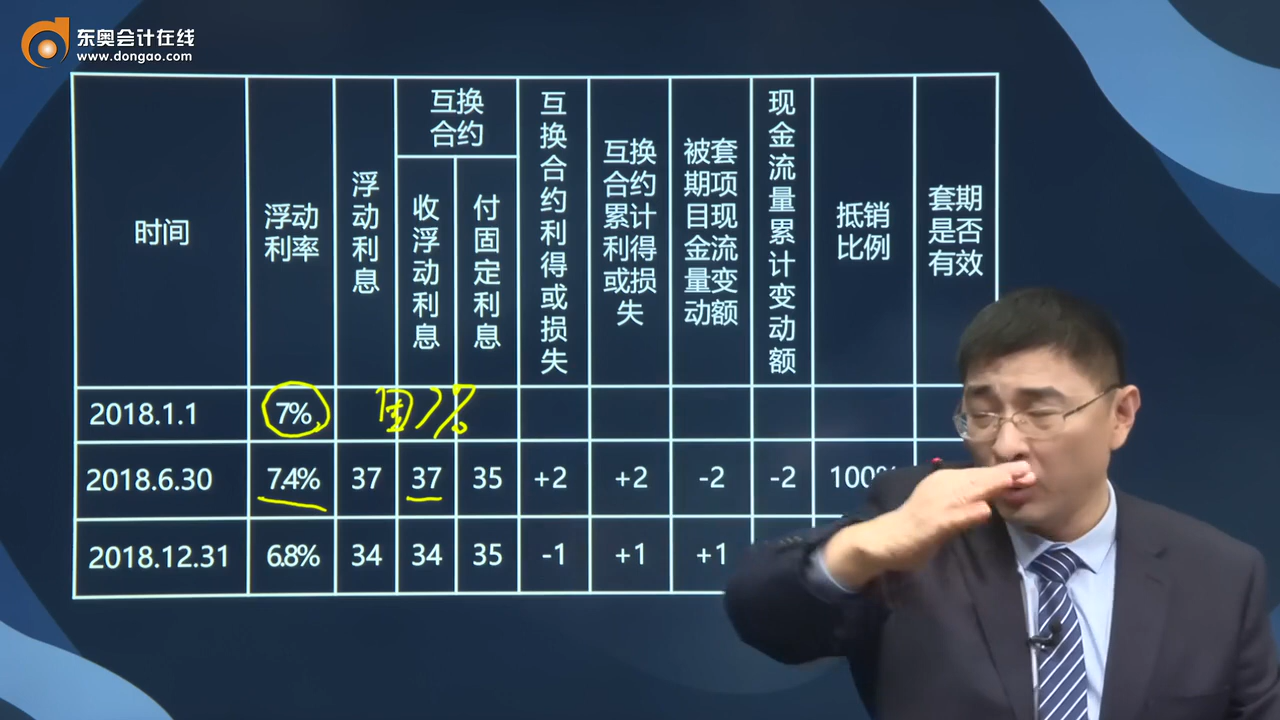 东奥会计在线
www.dongao.com
时间
浮动
利率
浮动利息
互换
合约
收浮动利息
付固定利息
互换合约利得或损失
互换
合约
累计
利得
或损
失
被套
期项
目现
金流
量变
动额
现金流量累计变动额
抵销
比例
套期
是否
有效
2018.1.1
7%
固7%
2018.6.30
7.4%
37
37
35
+2
+2
-2
-2
100%
2018.12.31
6.8%
34
34
35
-1
+1
+1